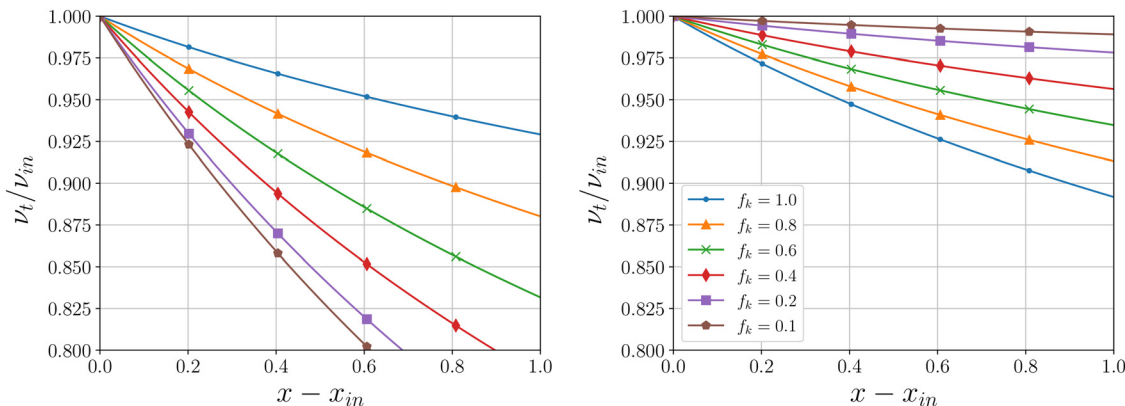 1.000
0.975
0.950
0.925
0.900
0.875
0.850
0.825
0.800
ν_t/ν_in
0.0 0.2 0.4 0.6 0.8 1.0
x − x_in
1.000
0.975
0.950
0.925
0.900
0.875
0.850
0.825
0.800
ν_t/ν_in
f_k = 1.0
f_k = 0.8
f_k = 0.6
f_k = 0.4
f_k = 0.2
f_k = 0.1
0.0 0.2 0.4 0.6 0.8 1.0
x − x_in